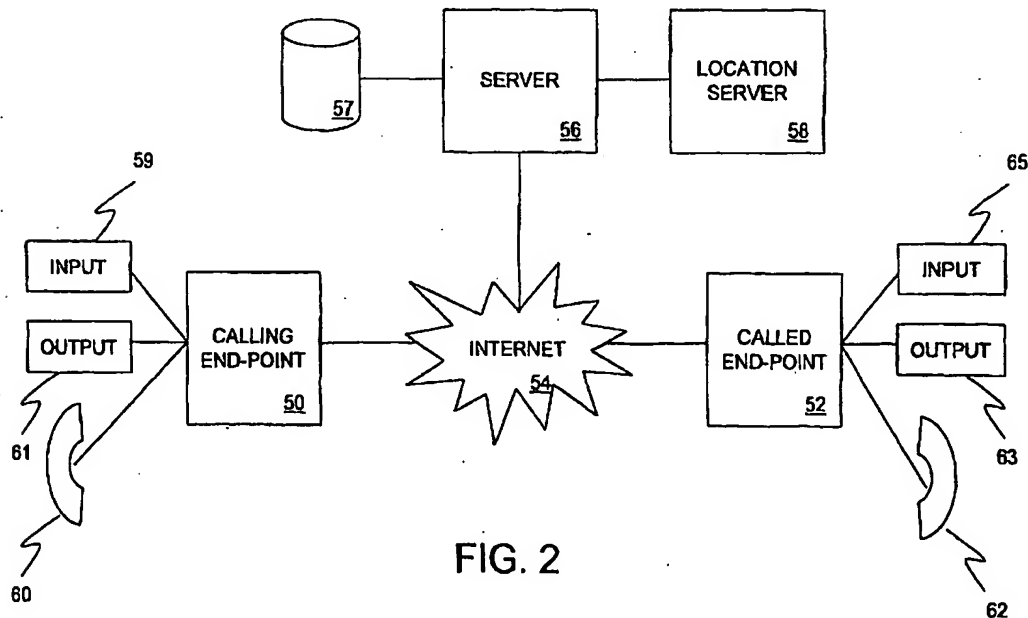 57
SERVER
56
LOCATION
SERVER
58
59
INPUT
OUTPUT
61
60
CALLING
END-POINT
50
INTERNET
54
CALLED
END-POINT
52
65
INPUT
OUTPUT
63
62
FIG. 2